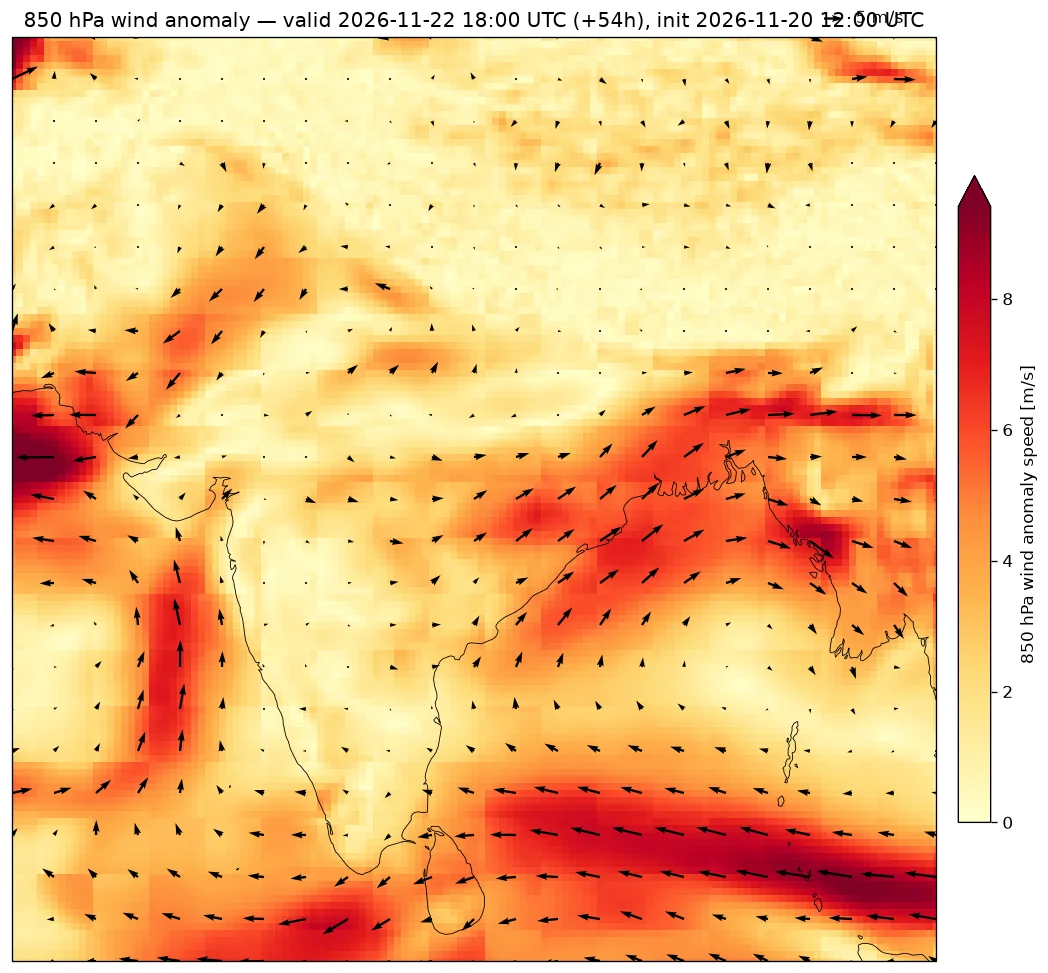 850 hPa wind anomaly — valid 2026-11-22 18:00 UTC (+54h), init 2026-11-20 12:00 UTC
5 m/s
8
6
4
2
0
850 hPa wind anomaly speed [m/s]